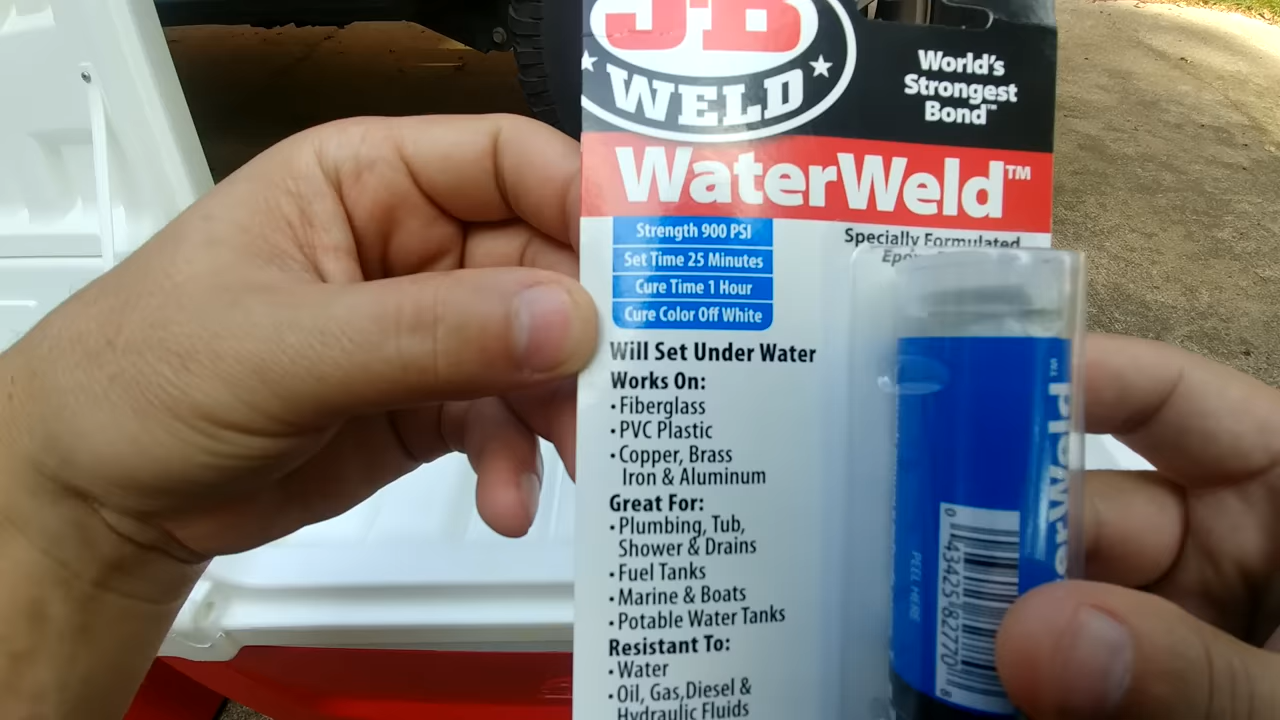 J-B
WELD
World's
Strongest
Bond™
WaterWeld™
Strength 900 PSI
Set Time 25 Minutes
Cure Time 1 Hour
Cure Color Off White
Specially Formulated
Will Set Under Water
Works On:
• Fiberglass
• PVC Plastic
• Copper, Brass
Iron & Aluminum
Great For:
• Plumbing, Tub,
Shower & Drains
• Fuel Tanks
• Marine & Boats
• Potable Water Tanks
Resistant To:
• Water
• Oil, Gas,Diesel &
Hydraulic Fluids
PEEL HERE
0 43425 82770 8